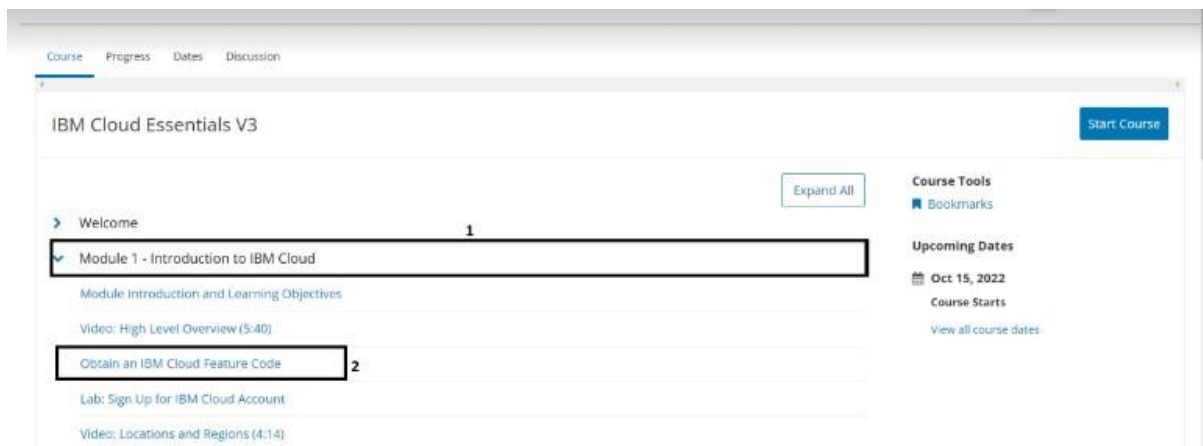 Course Progress Dates Discussion
IBM Cloud Essentials V3
Start Course
Expand All
Welcome
1
Module 1 - Introduction to IBM Cloud
Module Introduction and Learning Objectives
Video: High Level Overview (5:40)
Obtain an IBM Cloud Feature Code
2
Lab: Sign Up for IBM Cloud Account
Video: Locations and Regions (4:14)
Course Tools
Bookmarks
Upcoming Dates
Oct 15, 2022
Course Starts
View all course dates